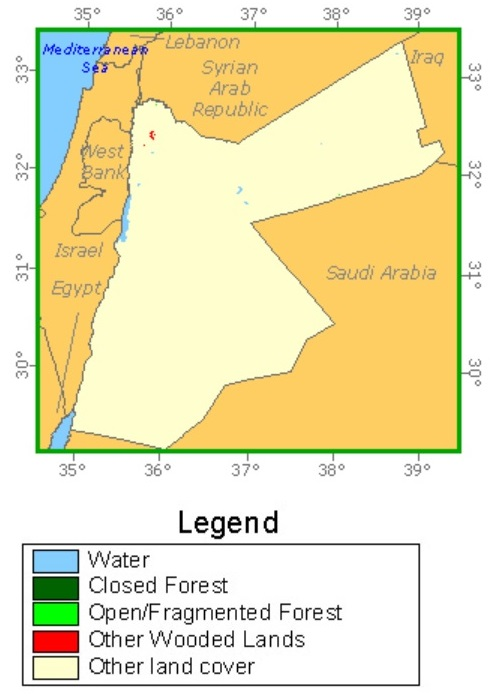 35° 36° 37° 38° 39°
Mediterranean
Sea
Lebanon
Syrian
Arab
Republic
Iraq
33°
33°
West
Bank
32°
32°
Israel
31°
31°
Saudi Arabia
Egypt
30°
30°
35° 36° 37° 38° 39°
Legend
Water
Closed Forest
Open/Fragmented Forest
Other Wooded Lands
Other land cover